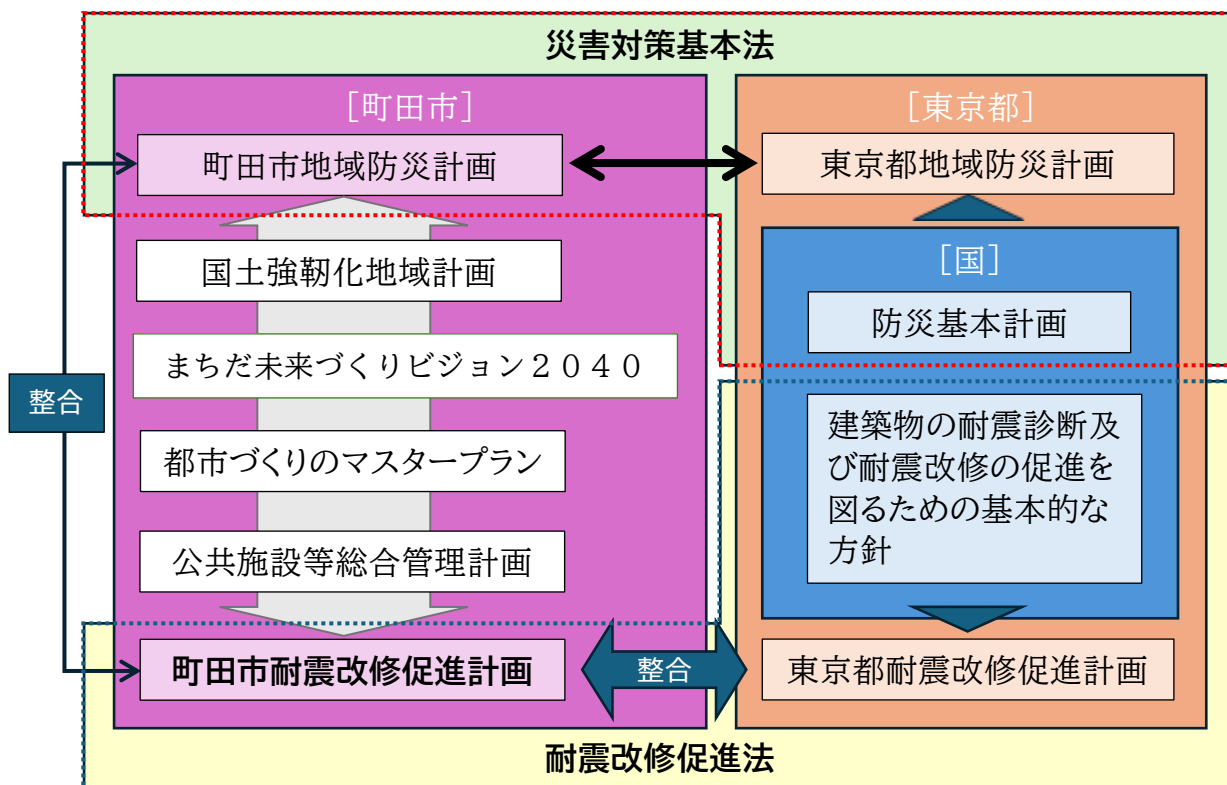 災害対策基本法
［町田市］
町田市地域防災計画
国土強靭化地域計画
まちだ未来づくりビジョン２０４０
都市づくりのマスタープラン
公共施設等総合管理計画
町田市耐震改修促進計画
整合
整合
［東京都］
東京都地域防災計画
［国］
防災基本計画
建築物の耐震診断及
び耐震改修の促進を
図るための基本的な
方針
東京都耐震改修促進計画
耐震改修促進法